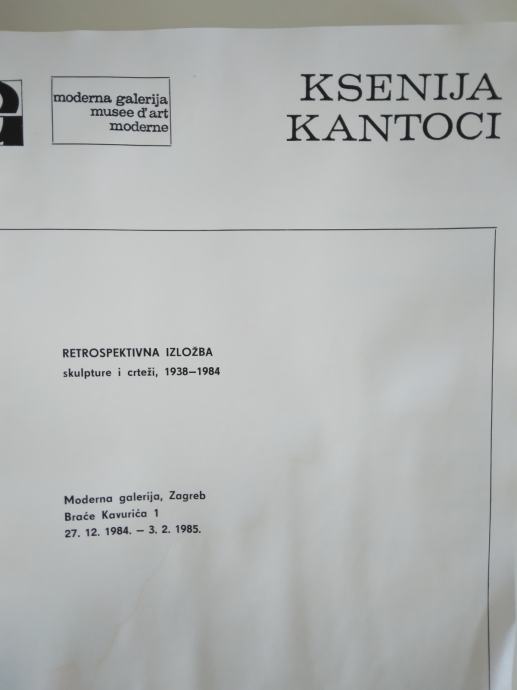 moderna galerija
musee d'art
moderne
KSENIJA
KANTOCI
RETROSPEKTIVNA IZLOŽBA
skulpture i crteži, 1938—1984
Moderna galerija, Zagreb
Braće Kavurića 1
27. 12. 1984. — 3. 2. 1985.